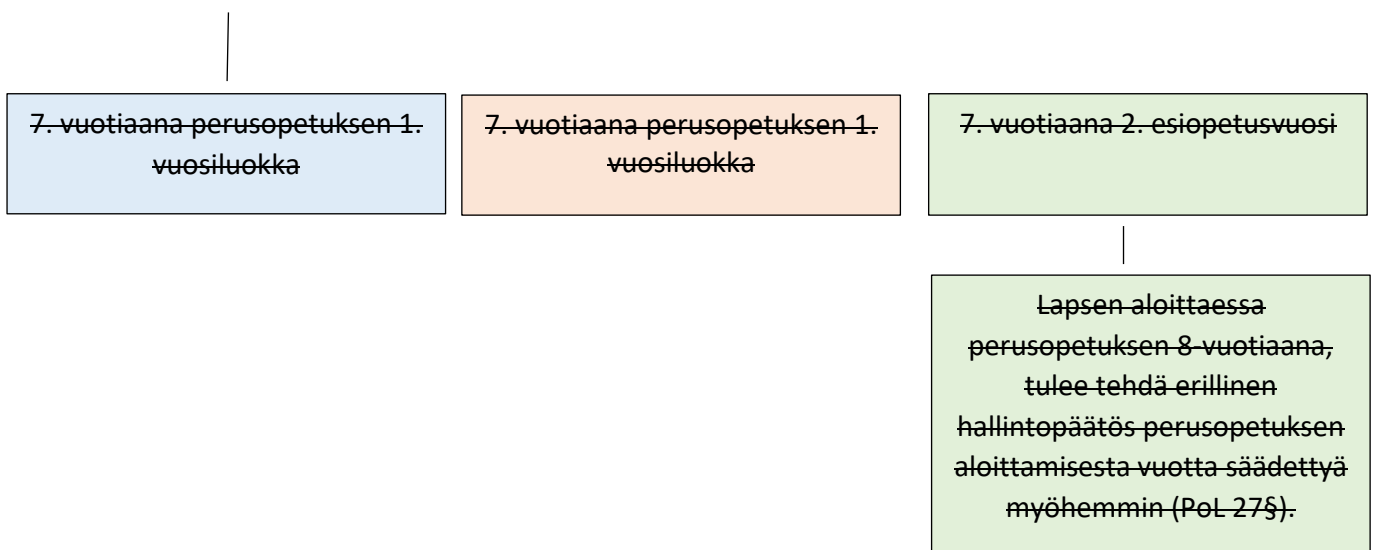 7. vuotiaana perusopetuksen 1.
vuosiluokka
7. vuotiaana perusopetuksen 1.
vuosiluokka
7. vuotiaana 2. esiopetusvuosi
Lapsen aloittaessa
perusopetuksen 8-vuotiaana,
tulee tehdä erillinen
hallintopäätös perusopetuksen
aloittamisesta vuotta säädettyä
myöhemmin (PoL 27§).